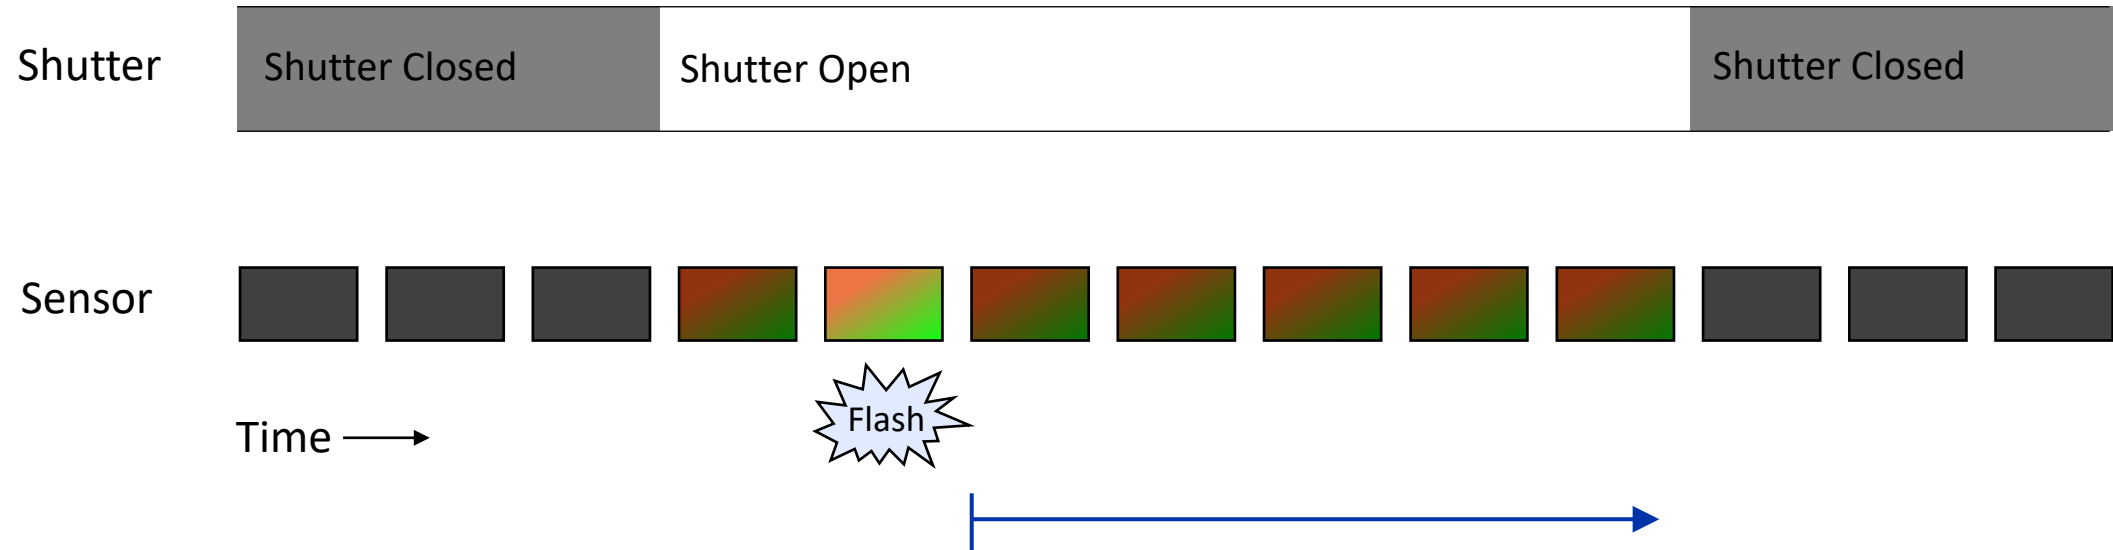 Shutter
Shutter Closed
Shutter Open
Shutter Closed
Sensor
Flash
Time